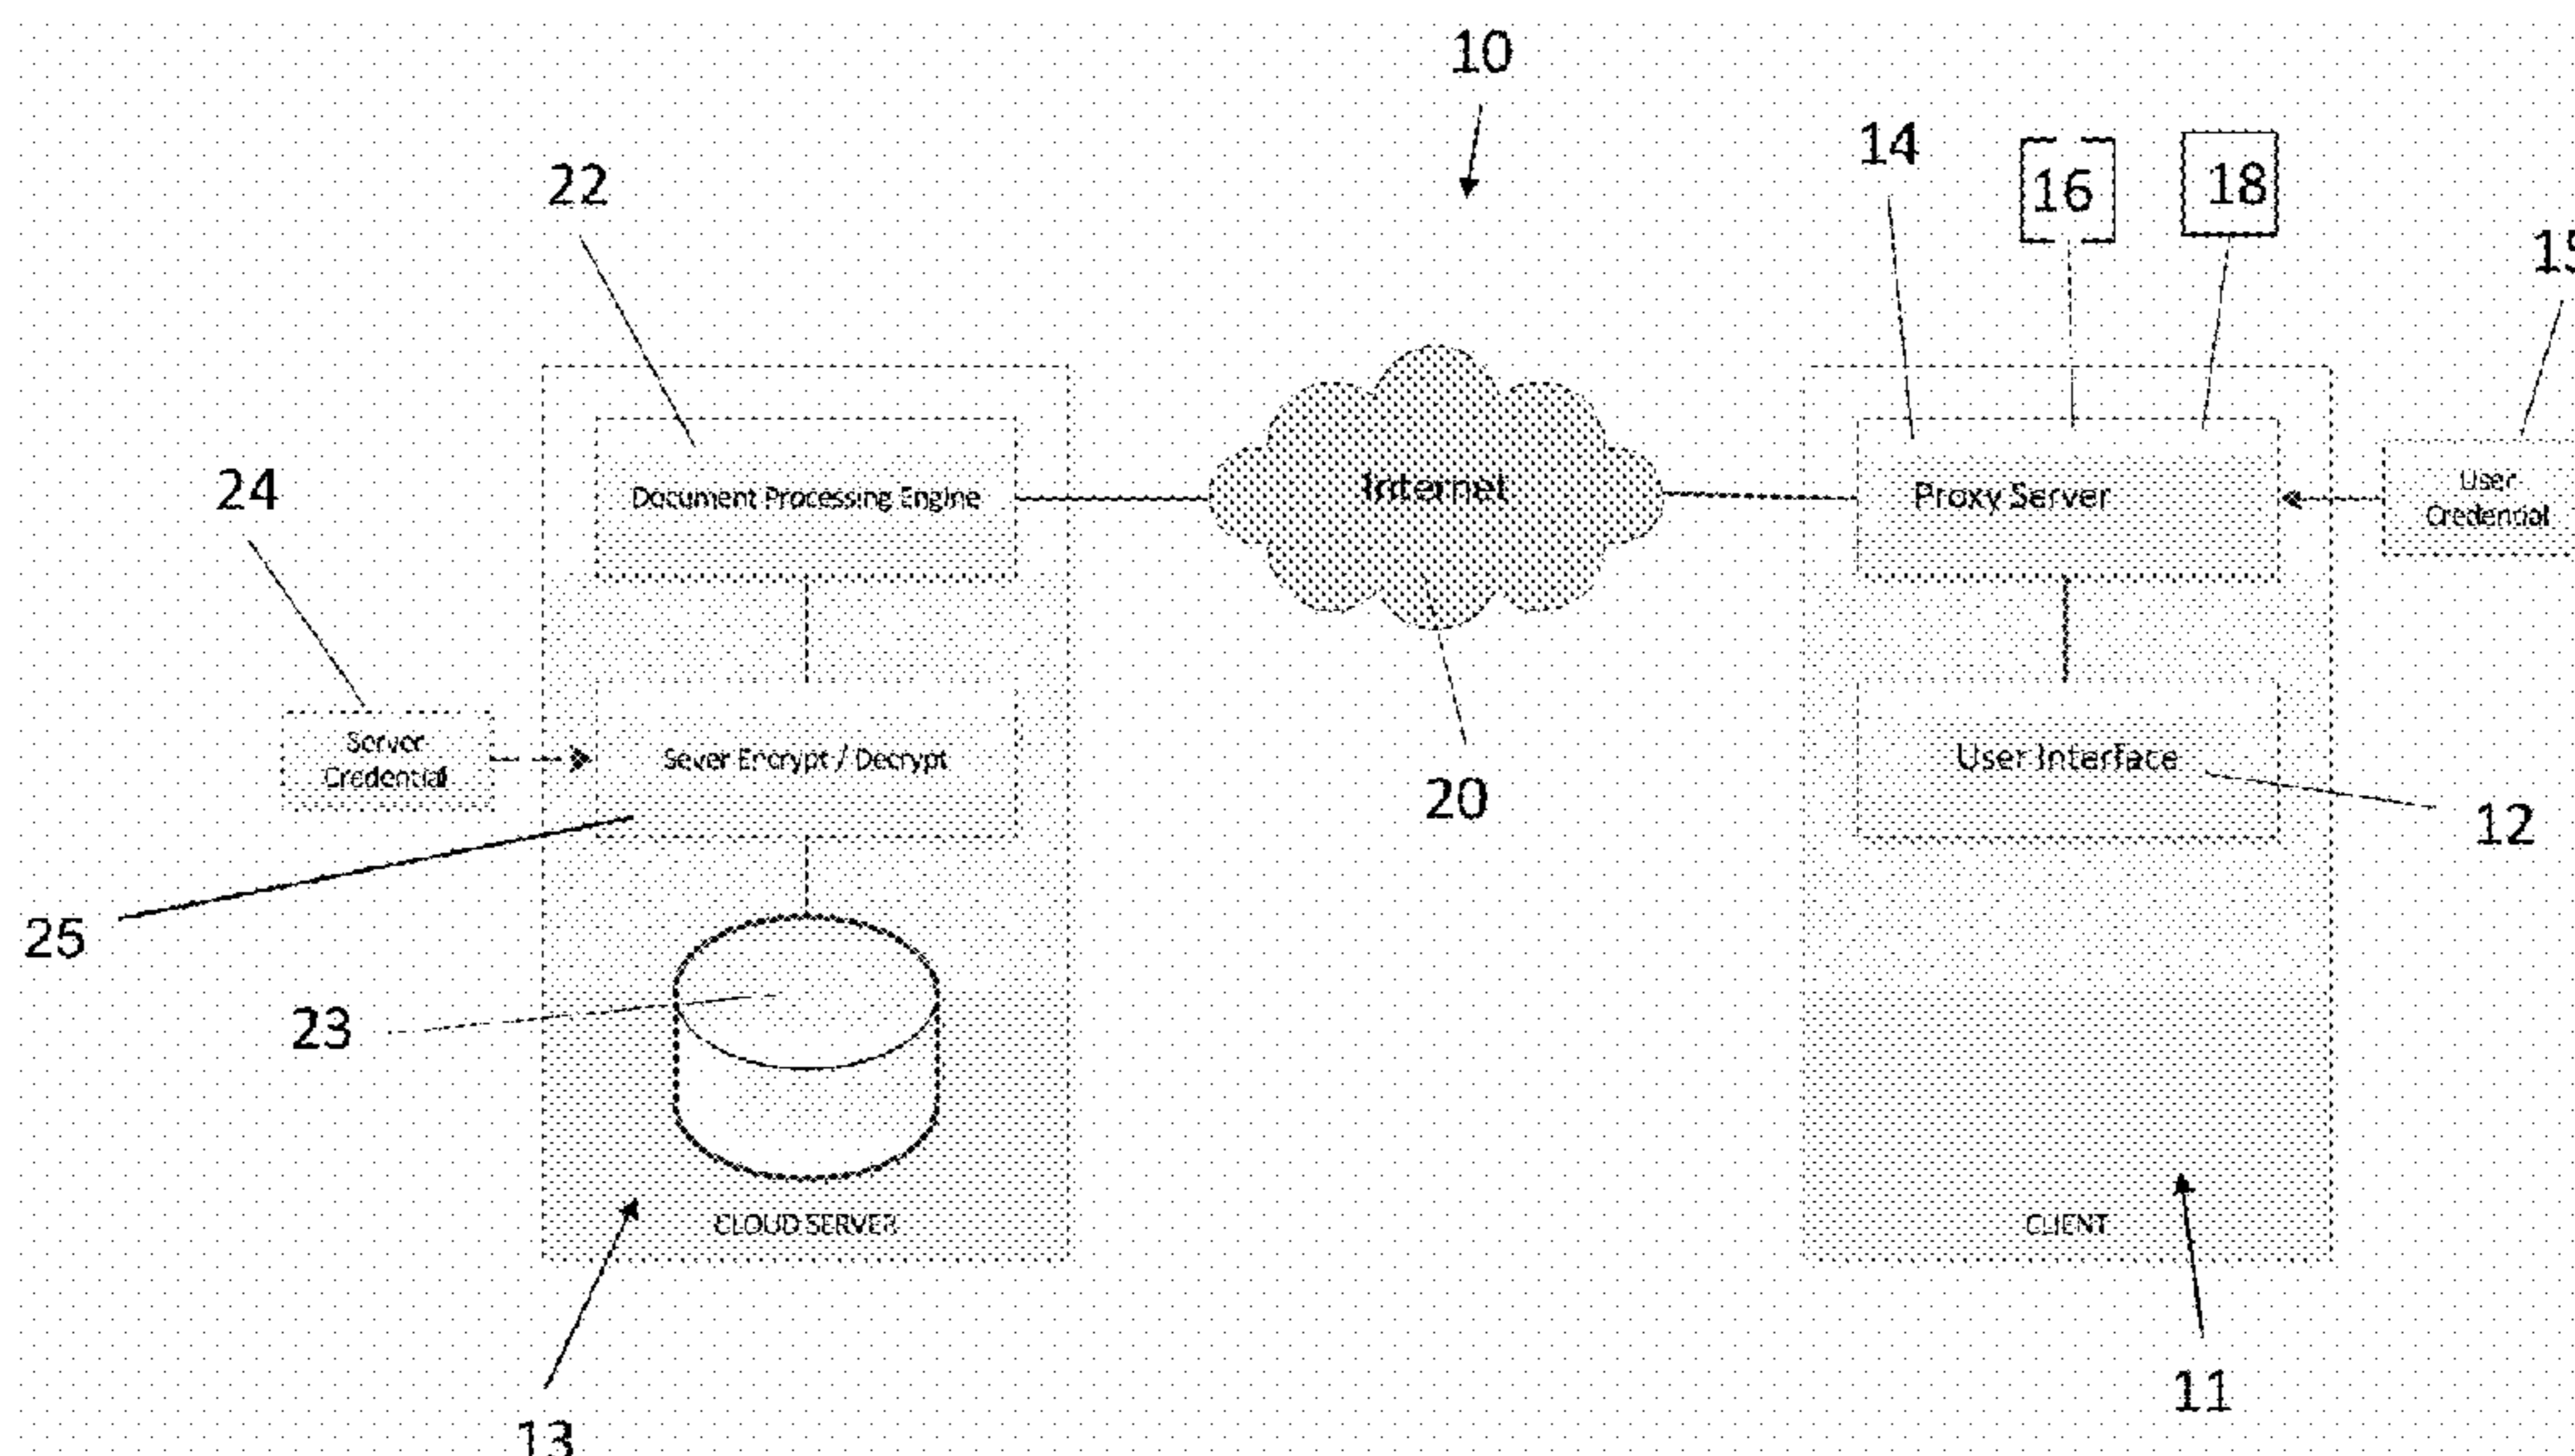 10
14
16
18
22
15
24
Document Processing Engine
Internet
Proxy Server
User
Credential
Server
Credential
Sever Encrypt / Decrypt
User Interface
20
12
25
23
CLOUD SERVER
CLIENT
11
13